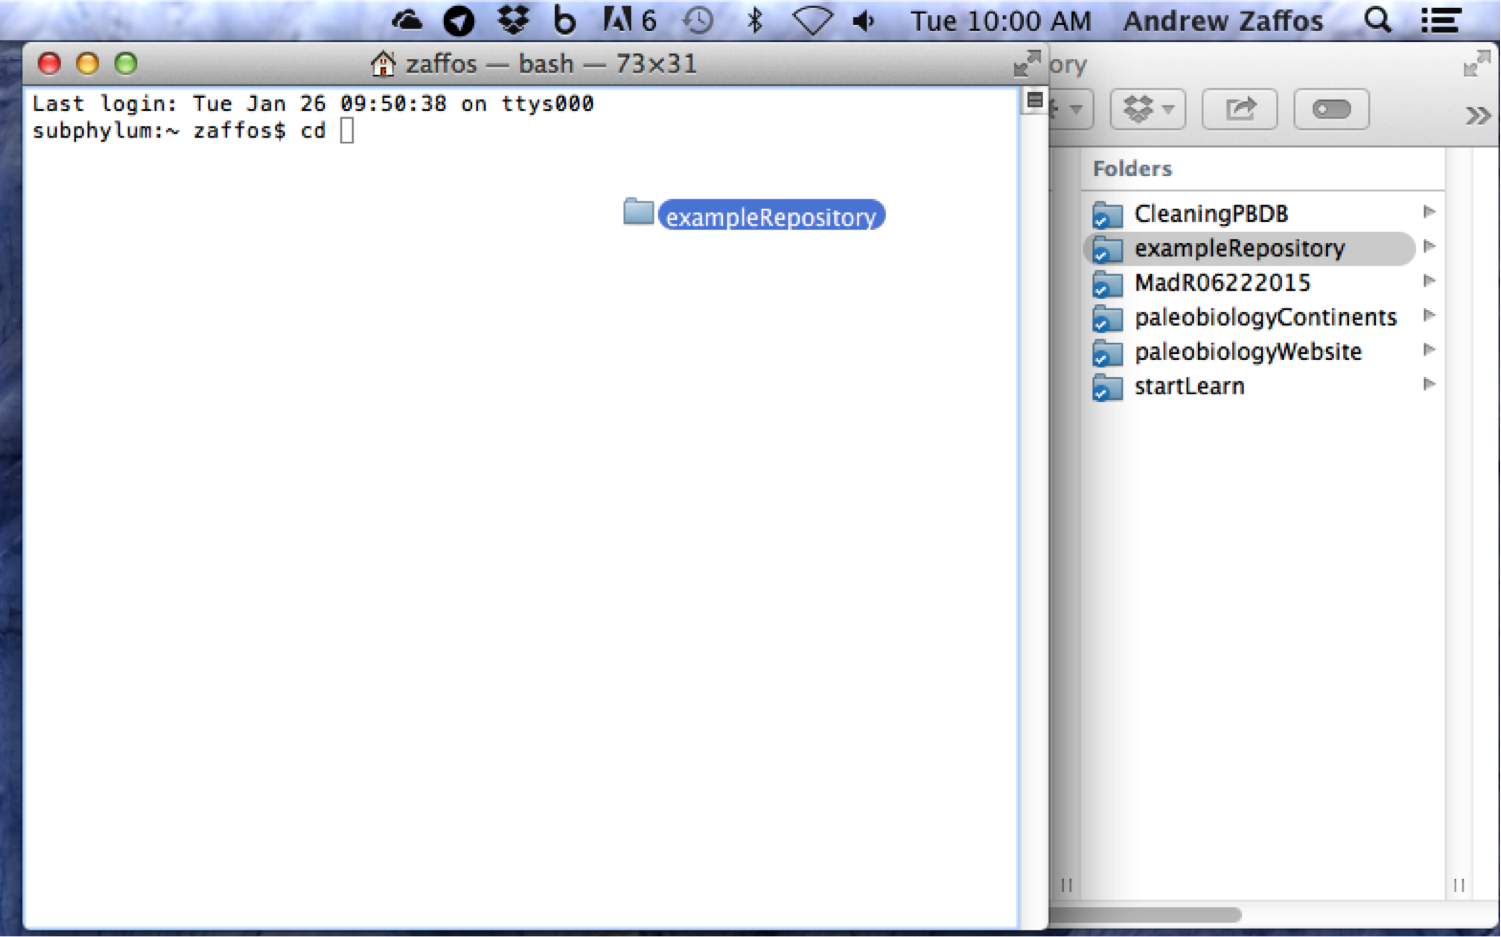 6 Tue 10:00 AM Andrew Zaffos
zaffos — bash — 73×31
ory
Last login: Tue Jan 26 09:50:38 on ttys000
subphylum:~ zaffos$ cd
exampleRepository
Folders
CleaningPBDB
exampleRepository
MadR06222015
paleobiologyContinents
paleobiologyWebsite
startLearn